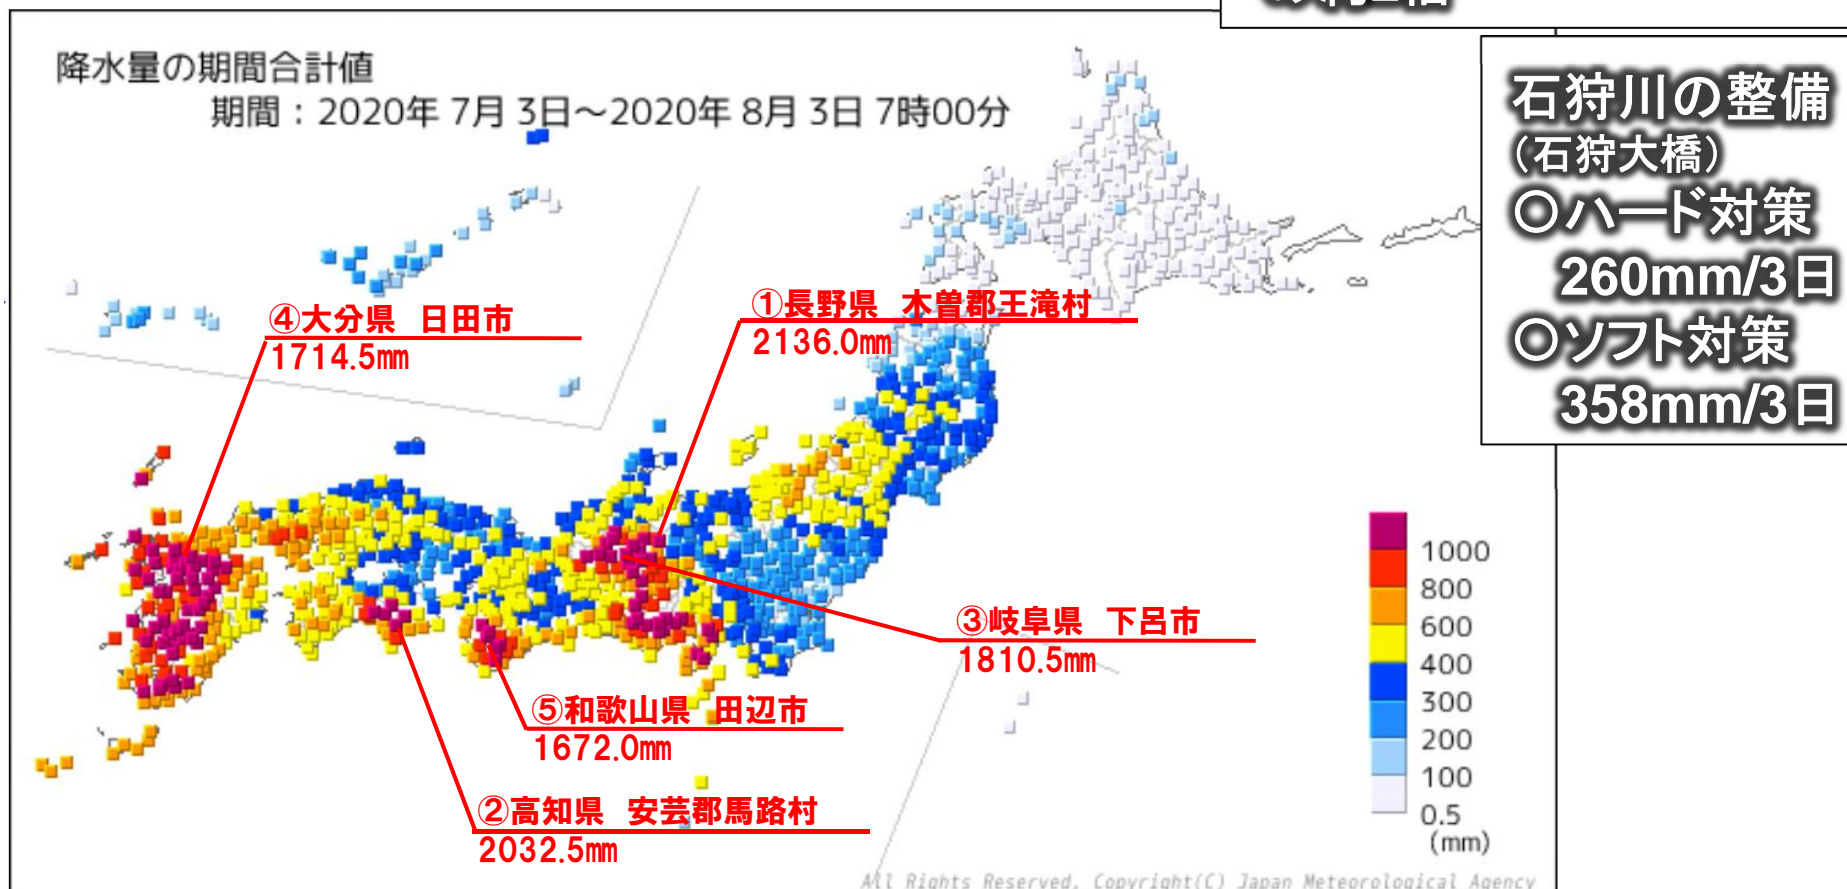 降水量の期間合計値
期間：2020年 7月 3日～2020年 8月 3日 7時00分
石狩川の整備
（石狩大橋）
○ハード対策
260mm/3日
○ソフト対策
358mm/3日
①長野県 木曽郡王滝村
2136.0mm
④大分県 日田市
1714.5mm
③岐阜県 下呂市
1810.5mm
⑤和歌山県 田辺市
1672.0mm
②高知県 安芸郡馬路村
2032.5mm
1000
800
600
400
300
200
100
0.5
(mm)
All Rights Reserved. Copyright(C) Japan Meteorological Agency